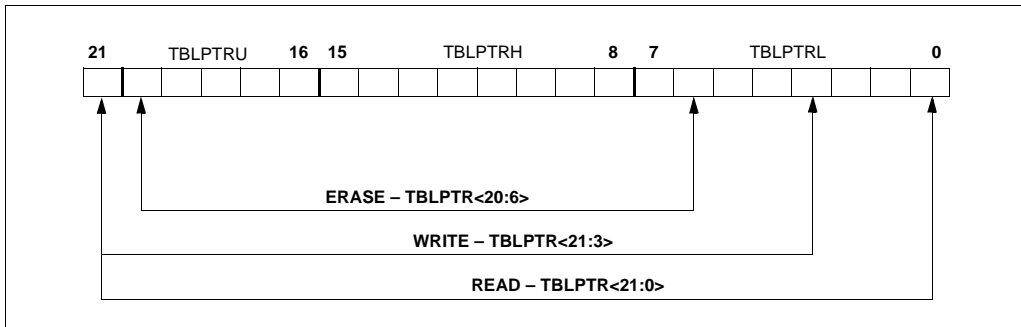 21 TBLPTRU 16 15 TBLPTRH 8 7 TBLPTRL 0
ERASE – TBLPTR<20:6>
WRITE – TBLPTR<21:3>
READ – TBLPTR<21:0>